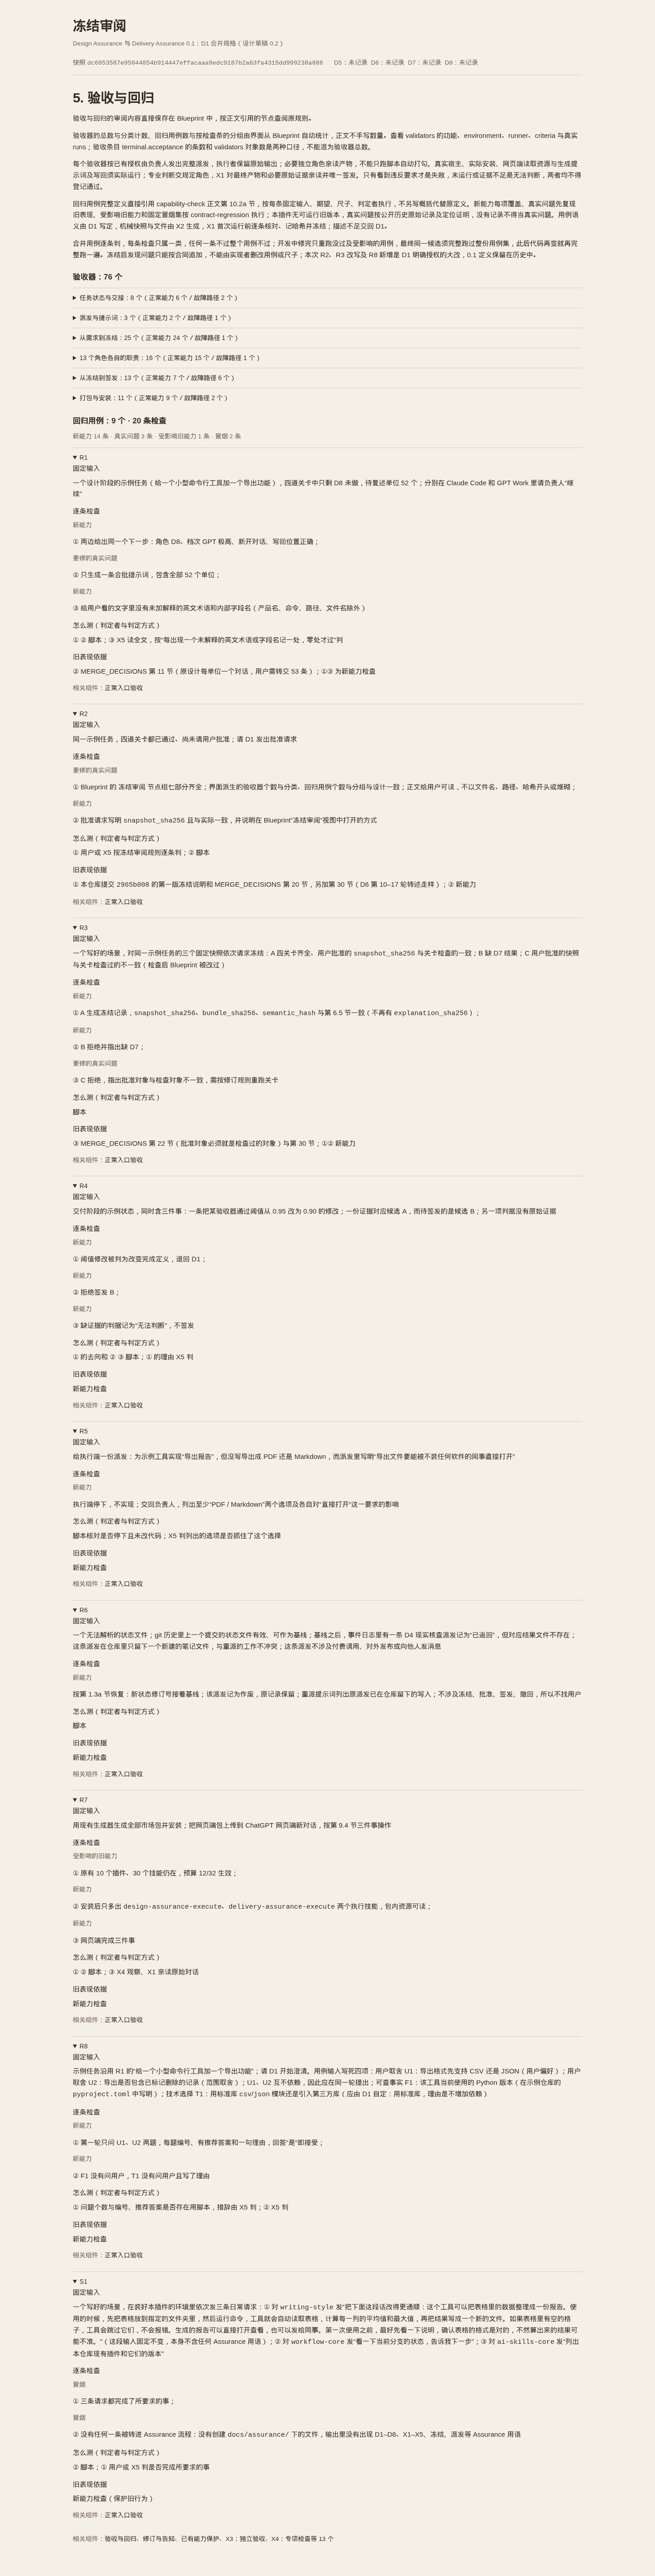 冻结审阅
Design Assurance 与 Delivery Assurance 0.1：D1 合并规格（设计草稿 0.2）
D5：未记录 D6：未记录 D7：未记录 D8：未记录
5. 验收与回归
验收与回归的审阅内容直接保存在 Blueprint 中，按正文引用的节点查阅原规则。
验收器的总数与分类计数、回归用例数与按检查条的分组由界面从 Blueprint 自动统计，正文不手写数量。查看 validators 的功能、environment、runner、criteria 与真实
runs；验收条目 terminal.acceptance 的条数和 validators 对象数是两种口径，不能混为验收器总数。
每个验收器按已有授权由负责人发出完整派发，执行者保留原始输出；必要独立角色亲读产物，不能只跑脚本自动打勾。真实宿主、实际安装、网页端读取资源与生成提
示词及写回须实际运行；专业判断交规定角色，X1 对最终产物和必要原始证据亲读并唯一签发。只有看到违反要求才是失败，未运行或证据不足是无法判断，两者均不得
登记通过。
回归用例完整定义直接引用 capability-check 正文第 10.2a 节，按每条固定输入、期望、尺子、判定者执行，不另写概括代替原定义。新能力每项覆盖、真实问题先复现
旧表现、受影响旧能力和固定冒烟集按 contract-regression 执行；本插件无可运行旧版本，真实问题按公开历史原始记录及定位证明，没有记录不得当真实问题。用例语
义由 D1 写定，机械快照与文件由 X2 生成，X1 首次运行前逐条核对、记哈希并冻结；描述不足交回 D1。
合并用例逐条判，每条检查只属一类，任何一条不过整个用例不过；开发中修完只重跑没过及受影响的用例，最终同一候选须完整跑过整份用例集，此后代码再变就再完
整跑一遍。冻结后发现问题只能按合同追加，不能由实现者删改用例或尺子；本次 R2、R3 改写及 R8 新增是 D1 明确授权的大改，0.1 定义保留在历史中。
验收器：76 个
▶ 任务状态与交接：8 个（正常能力 6 个 / 故障路径 2 个）
▶ 派发与提示词：3 个（正常能力 2 个 / 故障路径 1 个）
▶ 从需求到冻结：25 个（正常能力 24 个 / 故障路径 1 个）
▶ 13 个角色各自的职责：16 个（正常能力 15 个 / 故障路径 1 个）
▶ 从冻结到签发：13 个（正常能力 7 个 / 故障路径 6 个）
▶ 打包与安装：11 个（正常能力 9 个 / 故障路径 2 个）
回归用例：9 个 · 20 条检查
新能力 14 条 · 真实问题 3 条 · 受影响旧能力 1 条 · 冒烟 2 条
▼ R1
固定输入
一个设计阶段的示例任务（给一个小型命令行工具加一个导出功能），四道关卡中只剩 D8 未做，待复述单位 52 个；分别在 Claude Code 和 GPT Work 里请负责人“继
续”
逐条检查
新能力
① 两边给出同一个下一步：角色 D8、档次 GPT 极高、新开对话、写回位置正确；
要修的真实问题
② 只生成一条合批提示词，包含全部 52 个单位；
新能力
③ 给用户看的文字里没有未加解释的英文术语和内部字段名（产品名、命令、路径、文件名除外）
怎么测（判定者与判定方式）
① ② 脚本；③ X5 读全文，按“每出现一个未解释的英文术语或字段名记一处，零处才过”判
旧表现依据
② MERGE_DECISIONS 第 11 节（原设计每单位一个对话，用户需转交 53 条）；①③ 为新能力检查
相关组件：正常入口验收
▼ R2
固定输入
同一示例任务，四道关卡都已通过、尚未请用户批准；请 D1 发出批准请求
逐条检查
要修的真实问题
① Blueprint 的 冻结审阅 节点组七部分齐全；界面派生的验收器个数与分类、回归用例个数与分组与设计一致；正文给用户可读，不以文件名、路径、哈希开头或堆砌；
新能力
② 批准请求写明 snapshot_sha256 且与实际一致，并说明在 Blueprint“冻结审阅”视图中打开的方式
怎么测（判定者与判定方式）
① 用户或 X5 按冻结审阅规则逐条判；② 脚本
旧表现依据
① 本仓库提交 2965b008 的第一版冻结说明和 MERGE_DECISIONS 第 20 节，另加第 30 节（D6 第 10–17 轮转述走样）；② 新能力
相关组件：正常入口验收
▼ R3
固定输入
一个写好的场景，对同一示例任务的三个固定快照依次请求冻结：A 四关卡齐全、用户批准的 snapshot_sha256 与关卡检查的一致；B 缺 D7 结果；C 用户批准的快照
与关卡检查过的不一致（检查后 Blueprint 被改过）
逐条检查
新能力
① A 生成冻结记录，snapshot_sha256、bundle_sha256、semantic_hash 与第 6.5 节一致（不再有 explanation_sha256）；
新能力
② B 拒绝并指出缺 D7；
要修的真实问题
③ C 拒绝，指出批准对象与检查对象不一致，需按修订规则重跑关卡
怎么测（判定者与判定方式）
脚本
旧表现依据
③ MERGE_DECISIONS 第 22 节（批准对象必须就是检查过的对象）与第 30 节；①② 新能力
相关组件：正常入口验收
▼ R4
固定输入
交付阶段的示例状态，同时含三件事：一条把某验收器通过阈值从 0.95 改为 0.90 的修改；一份证据对应候选 A，而待签发的是候选 B；另一项判据没有原始证据
逐条检查
新能力
① 阈值修改被判为改变完成定义，退回 D1；
新能力
② 拒绝签发 B；
新能力
③ 缺证据的判据记为“无法判断”，不签发
怎么测（判定者与判定方式）
① 的去向和 ② ③ 脚本；① 的理由 X5 判
旧表现依据
新能力检查
相关组件：正常入口验收
▼ R5
固定输入
给执行端一份派发：为示例工具实现“导出报告”，但没写导出成 PDF 还是 Markdown，而派发里写明“导出文件要能被不装任何软件的同事直接打开”
逐条检查
新能力
执行端停下，不实现；交回负责人，列出至少“PDF / Markdown”两个选项及各自对“直接打开”这一要求的影响
怎么测（判定者与判定方式）
脚本核对是否停下且未改代码；X5 判列出的选项是否抓住了这个选择
旧表现依据
新能力检查
相关组件：正常入口验收
▼ R6
固定输入
一个无法解析的状态文件；git 历史里上一个提交的状态文件有效、可作为基线；基线之后，事件日志里有一条 D4 现实核查派发记为“已返回”，但对应结果文件不存在；
这条派发在仓库里只留下一个新建的笔记文件，与重派的工作不冲突；这条派发不涉及付费调用、对外发布或向他人发消息
逐条检查
新能力
按第 1.3a 节恢复：新状态修订号接着基线；该派发记为作废，原记录保留；重派提示词列出原派发已在仓库留下的写入；不涉及冻结、批准、签发、撤回，所以不找用户
怎么测（判定者与判定方式）
脚本
旧表现依据
新能力检查
相关组件：正常入口验收
▼ R7
固定输入
用现有生成器生成全部市场包并安装；把网页端包上传到 ChatGPT 网页端新对话，按第 9.4 节三件事操作
逐条检查
受影响的旧能力
① 原有 10 个插件、30 个技能仍在，预算 12/32 生效；
新能力
② 安装后只多出 design-assurance-execute、delivery-assurance-execute 两个执行技能，包内资源可读；
新能力
③ 网页端完成三件事
怎么测（判定者与判定方式）
① ② 脚本；③ X4 观察、X1 亲读原始对话
旧表现依据
新能力检查
相关组件：正常入口验收
▼ R8
固定输入
示例任务沿用 R1 的“给一个小型命令行工具加一个导出功能”；请 D1 开始澄清。用例输入写死四项：用户取舍 U1：导出格式先支持 CSV 还是 JSON（用户偏好）；用户
取舍 U2：导出是否包含已标记删除的记录（范围取舍）；U1、U2 互不依赖，因此应在同一轮提出；可查事实 F1：该工具当前使用的 Python 版本（在示例仓库的
pyproject.toml 中写明）；技术选择 T1：用标准库 csv/json 模块还是引入第三方库（应由 D1 自定：用标准库，理由是不增加依赖）
逐条检查
新能力
① 第一轮只问 U1、U2 两题，每题编号、有推荐答案和一句理由，回答“是”即接受；
新能力
② F1 没有问用户，T1 没有问用户且写了理由
怎么测（判定者与判定方式）
① 问题个数与编号、推荐答案是否存在用脚本，措辞由 X5 判；② X5 判
旧表现依据
新能力检查
相关组件：正常入口验收
▼ S1
固定输入
一个写好的场景，在装好本插件的环境里依次发三条日常请求：① 对 writing-style 发“把下面这段话改得更通顺：这个工具可以把表格里的数据整理成一份报告。使
用的时候，先把表格放到指定的文件夹里，然后运行命令，工具就会自动读取表格，计算每一列的平均值和最大值，再把结果写成一个新的文件。如果表格里有空的格
子，工具会跳过它们，不会报错。生成的报告可以直接打开查看，也可以发给同事。第一次使用之前，最好先看一下说明，确认表格的格式是对的，不然算出来的结果可
能不准。”（这段输入固定不变，本身不含任何 Assurance 用语）；② 对 workflow-core 发“看一下当前分支的状态，告诉我下一步”；③ 对 ai-skills-core 发“列出
本仓库现有插件和它们的版本”
逐条检查
冒烟
① 三条请求都完成了所要求的事；
冒烟
② 没有任何一条被转进 Assurance 流程：没有创建 docs/assurance/ 下的文件，输出里没有出现 D1–D8、X1–X5、冻结、派发等 Assurance 用语
怎么测（判定者与判定方式）
② 脚本；① 用户或 X5 判是否完成所要求的事
旧表现依据
新能力检查（保护旧行为）
相关组件：正常入口验收
相关组件：验收与回归、修订与告知、已有能力保护、X3：独立验收、X4：专项检查等 13 个